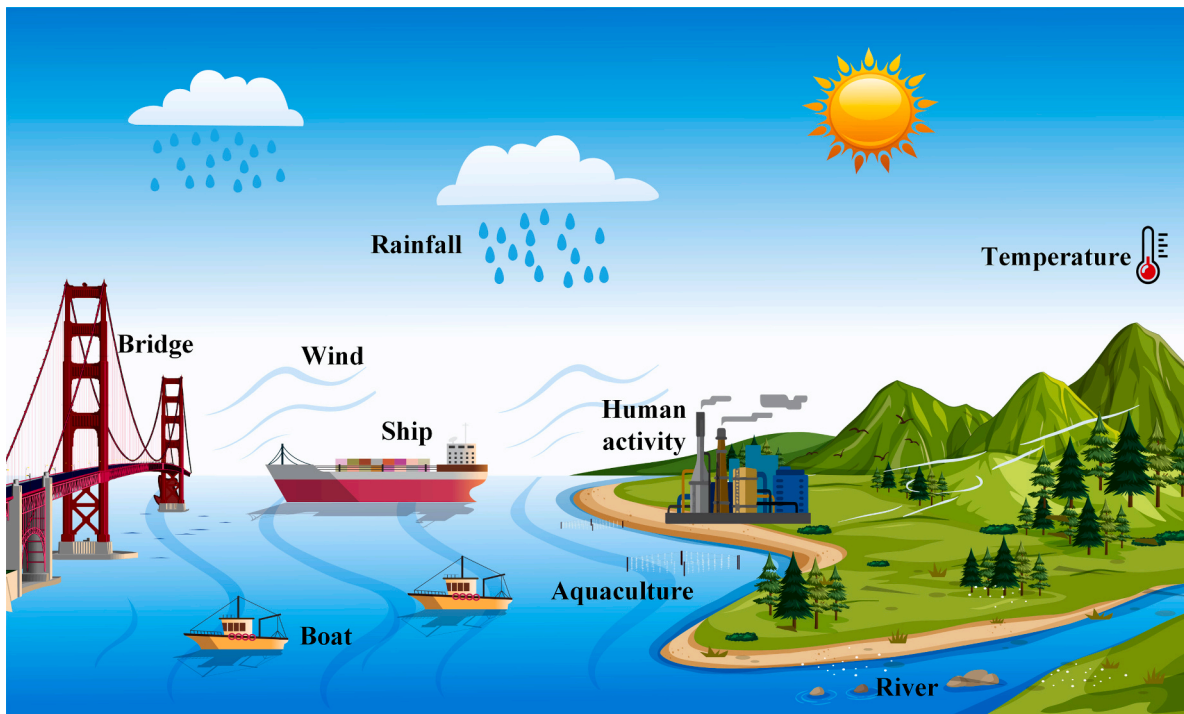 Rainfall
Temperature
Bridge
Wind
Ship
Human
activity
Aquaculture
Boat
River